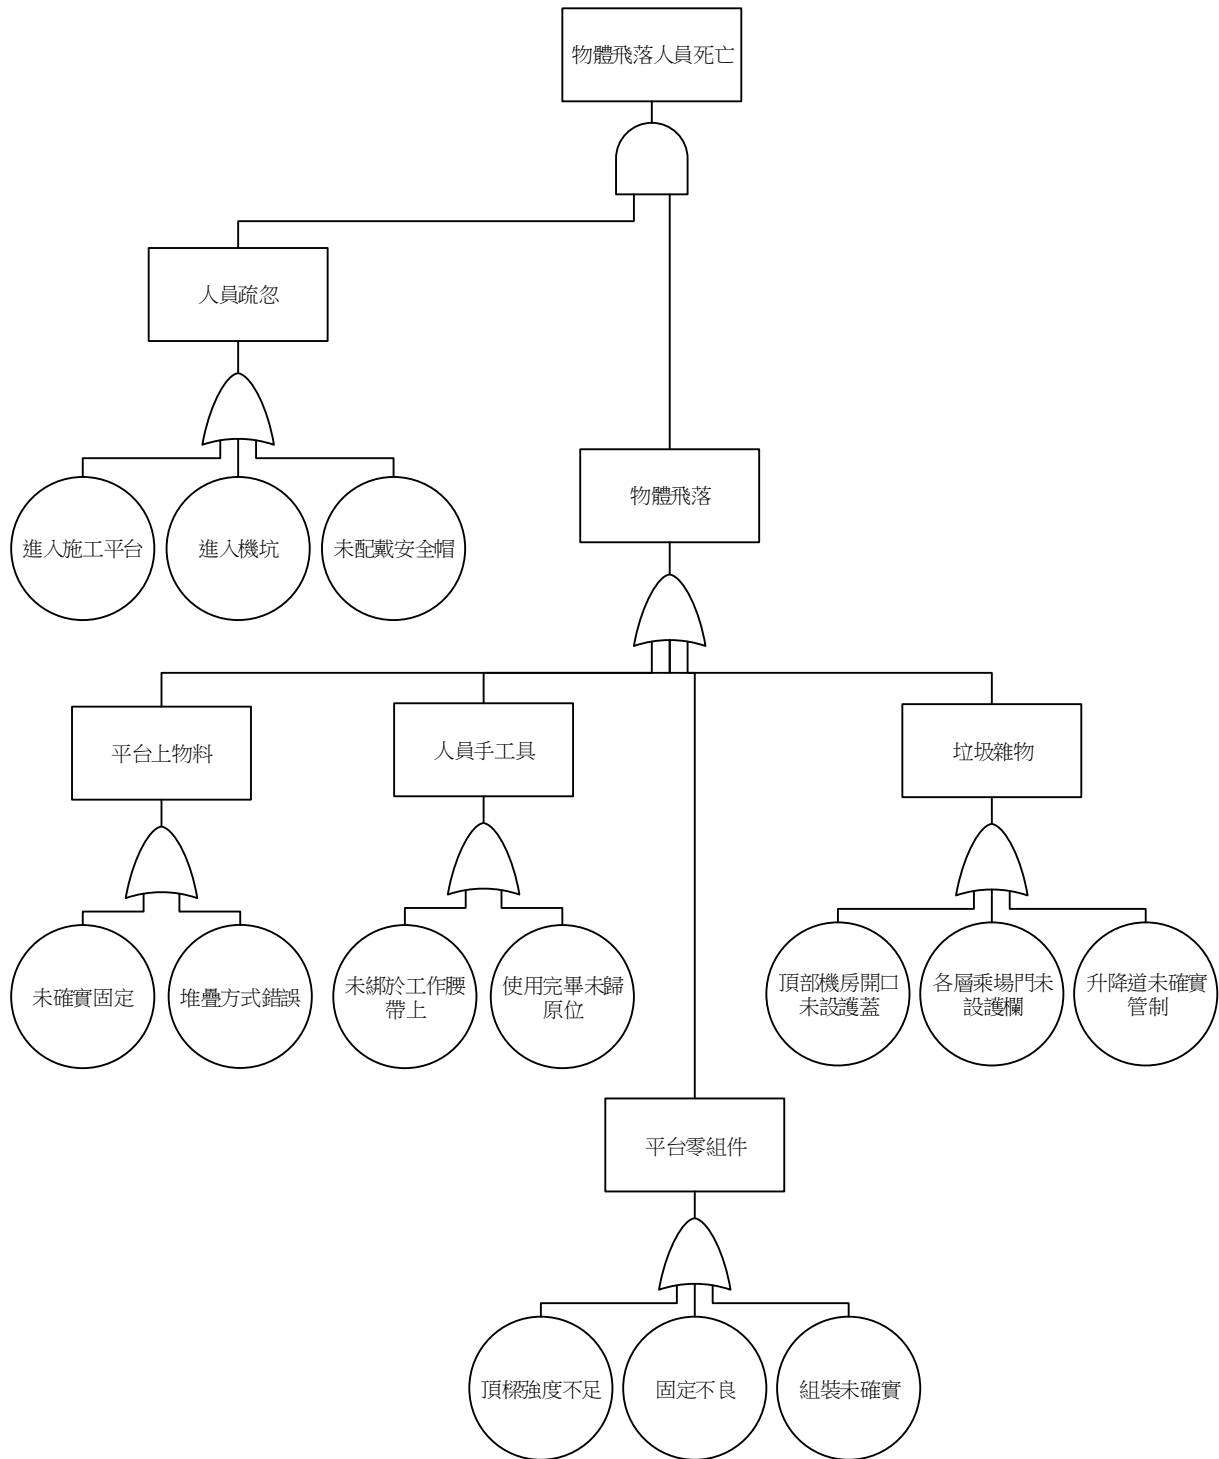 物體飛落人員死亡
人員疏忽
物體飛落
進入施工平台
進入機坑
未配戴安全帽
平台上物料
人員手工具
垃圾雜物
未確實固定
堆疊方式錯誤
未綁於工作腰
帶上
使用完畢未歸
原位
頂部機房開口
未設護蓋
各層乘場門未
設護欄
升降道未確實
管制
平台零組件
頂樑強度不足
固定不良
組裝未確實